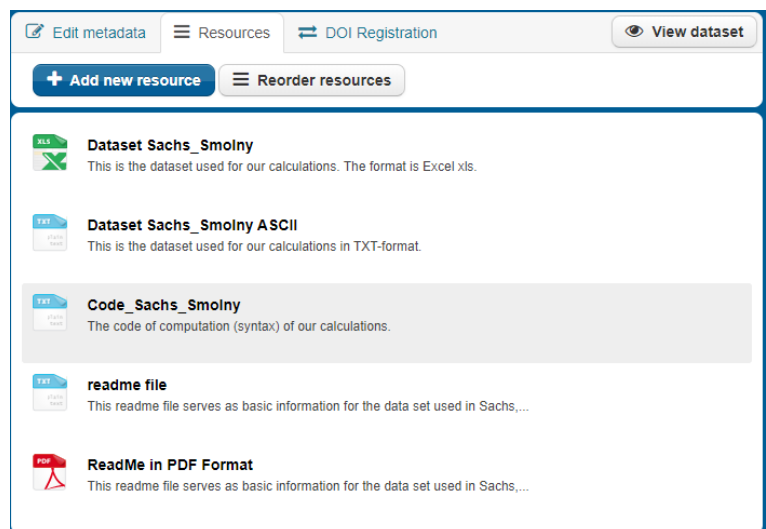 Edit metadata
Resources
DOI Registration
View dataset
Add new resource
Reorder resources
XLS
Dataset Sachs_Smolny
This is the dataset used for our calculations. The format is Excel xls.
TXT
Dataset Sachs_Smolny ASCII
This is the dataset used for our calculations in TXT-format.
TXT
Code_Sachs_Smolny
The code of computation (syntax) of our calculations.
TXT
readme file
This readme file serves as basic information for the data set used in Sachs,...
PDF
ReadMe in PDF Format
This readme file serves as basic information for the data set used in Sachs,...